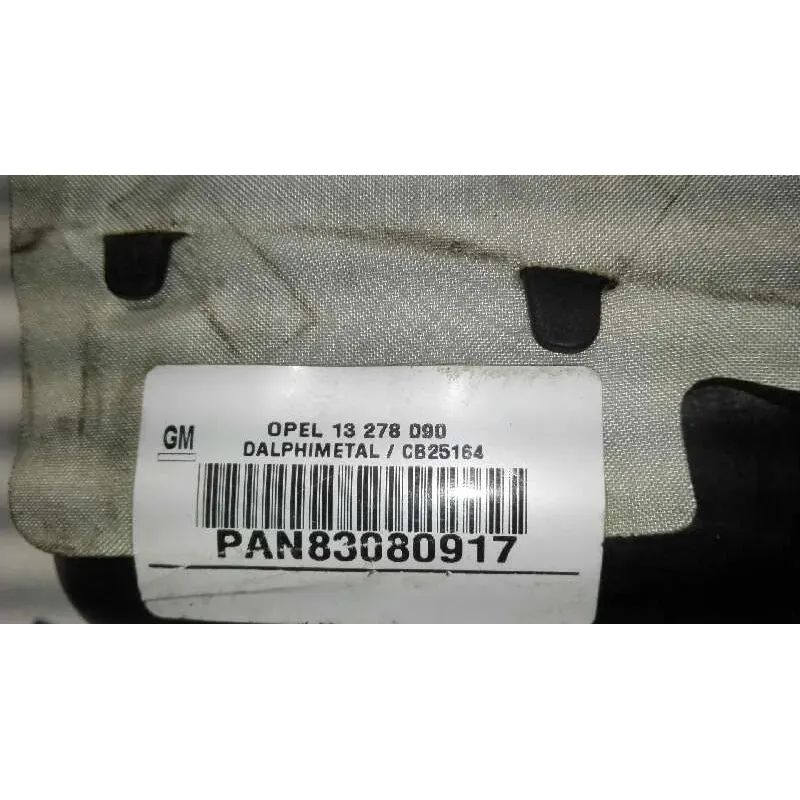 GM
OPEL 13 278 090
DALPHIMETAL / CB25164
PAN83080917